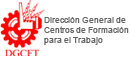 Dirección General de
Centros de Formación
para el Trabajo
DGCFT